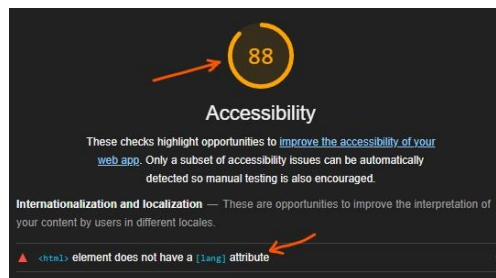 88
Accessibility
These checks highlight opportunities to improve the accessibility of your
web app. Only a subset of accessibility issues can be automatically
detected so manual testing is also encouraged.
Internationalization and localization — These are opportunities to improve the interpretation of
your content by users in different locales.
<html> element does not have a [lang] attribute